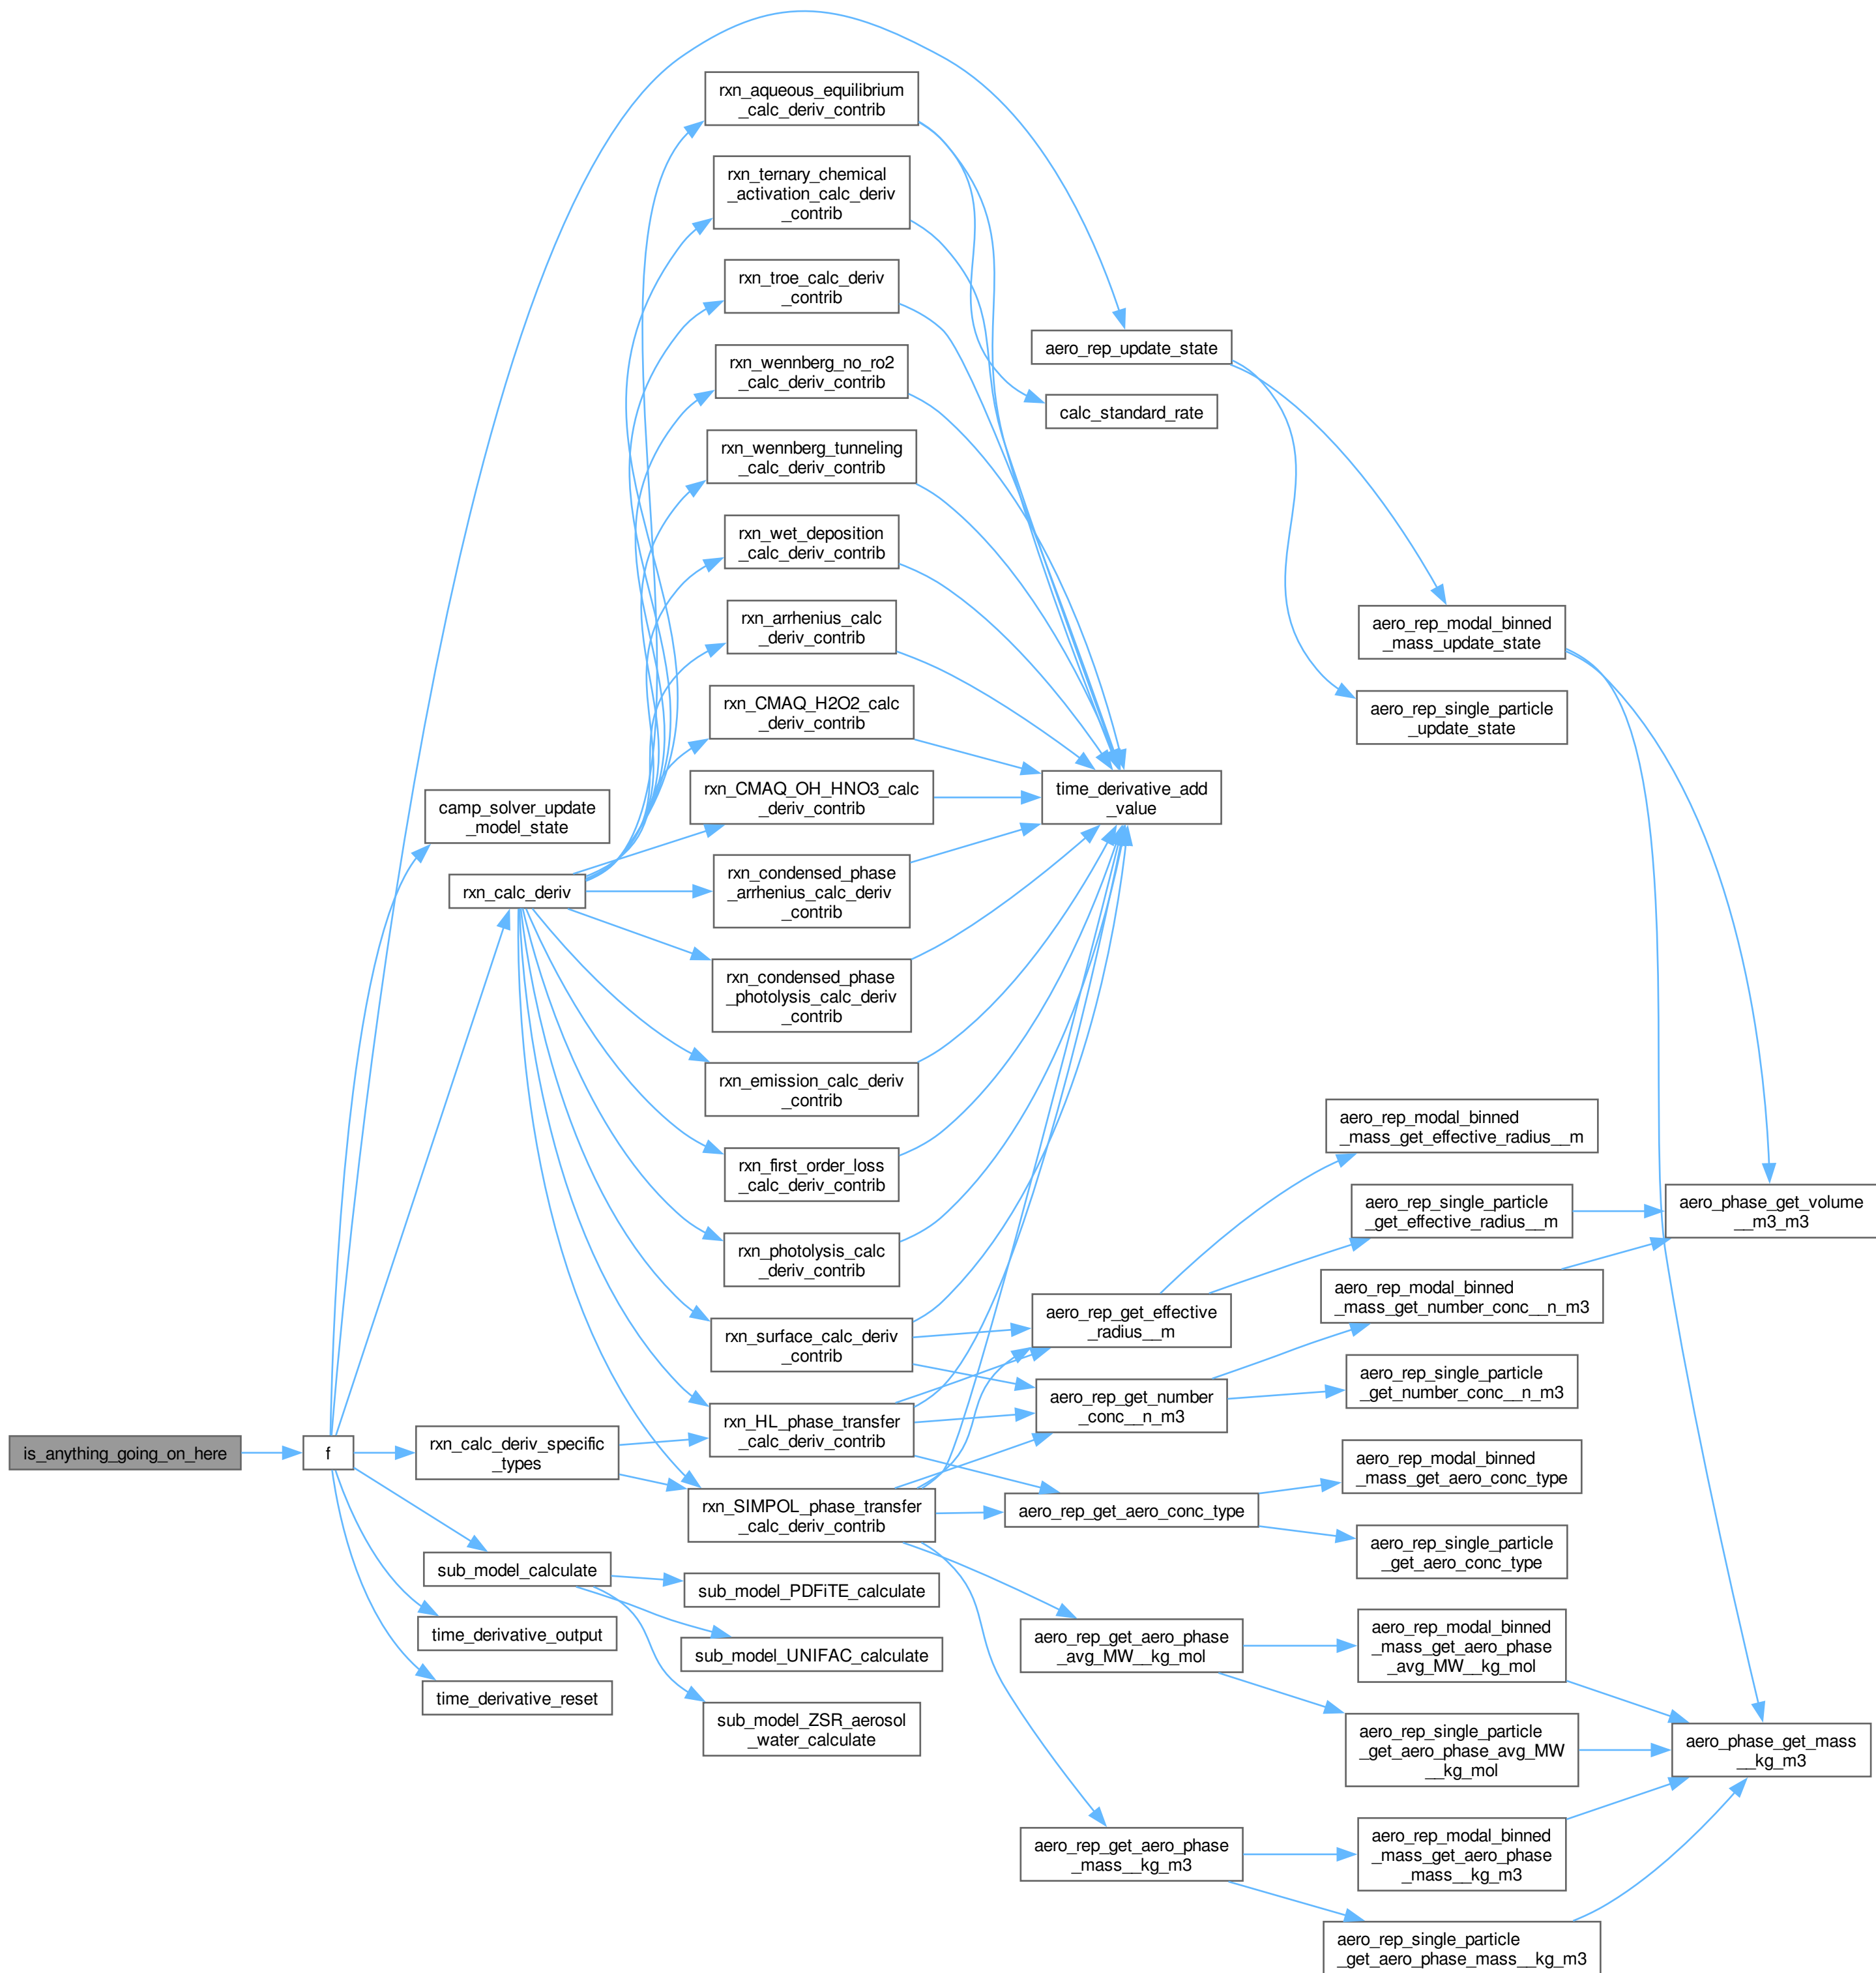 rxn_aqueous_equilibrium
_calc_deriv_contrib
rxn_ternary_chemical
_activation_calc_deriv
_contrib
rxn_troe_calc_deriv
_contrib
rxn_wennberg_no_ro2
_calc_deriv_contrib
rxn_wennberg_tunneling
_calc_deriv_contrib
rxn_wet_deposition
_calc_deriv_contrib
rxn_arrhenius_calc
_deriv_contrib
rxn_CMAQ_H2O2_calc
_deriv_contrib
rxn_CMAQ_OH_HNO3_calc
_deriv_contrib
rxn_condensed_phase
_arrhenius_calc_deriv
_contrib
rxn_condensed_phase
_photolysis_calc_deriv
_contrib
rxn_emission_calc_deriv
_contrib
rxn_first_order_loss
_calc_deriv_contrib
rxn_photolysis_calc
_deriv_contrib
rxn_surface_calc_deriv
_contrib
rxn_HL_phase_transfer
_calc_deriv_contrib
rxn_SIMPOL_phase_transfer
_calc_deriv_contrib
is_anything_going_on_here
f
camp_solver_update
_model_state
rxn_calc_deriv
rxn_calc_deriv_specific
_types
sub_model_calculate
time_derivative_output
time_derivative_reset
sub_model_PDFiTE_calculate
sub_model_UNIFAC_calculate
sub_model_ZSR_aerosol
_water_calculate
aero_rep_update_state
calc_standard_rate
time_derivative_add
_value
aero_rep_get_effective
_radius__m
aero_rep_get_number
_conc__n_m3
aero_rep_get_aero_conc_type
aero_rep_get_aero_phase
_avg_MW__kg_mol
aero_rep_get_aero_phase
_mass__kg_m3
aero_rep_modal_binned
_mass_update_state
aero_rep_single_particle
_update_state
aero_rep_modal_binned
_mass_get_effective_radius__m
aero_rep_single_particle
_get_effective_radius__m
aero_rep_modal_binned
_mass_get_number_conc__n_m3
aero_rep_single_particle
_get_number_conc__n_m3
aero_rep_modal_binned
_mass_get_aero_conc_type
aero_rep_single_particle
_get_aero_conc_type
aero_rep_modal_binned
_mass_get_aero_phase
_avg_MW__kg_mol
aero_rep_single_particle
_get_aero_phase_avg_MW
__kg_mol
aero_rep_modal_binned
_mass_get_aero_phase
_mass__kg_m3
aero_rep_single_particle
_get_aero_phase_mass__kg_m3
aero_phase_get_volume
__m3_m3
aero_phase_get_mass
__kg_m3